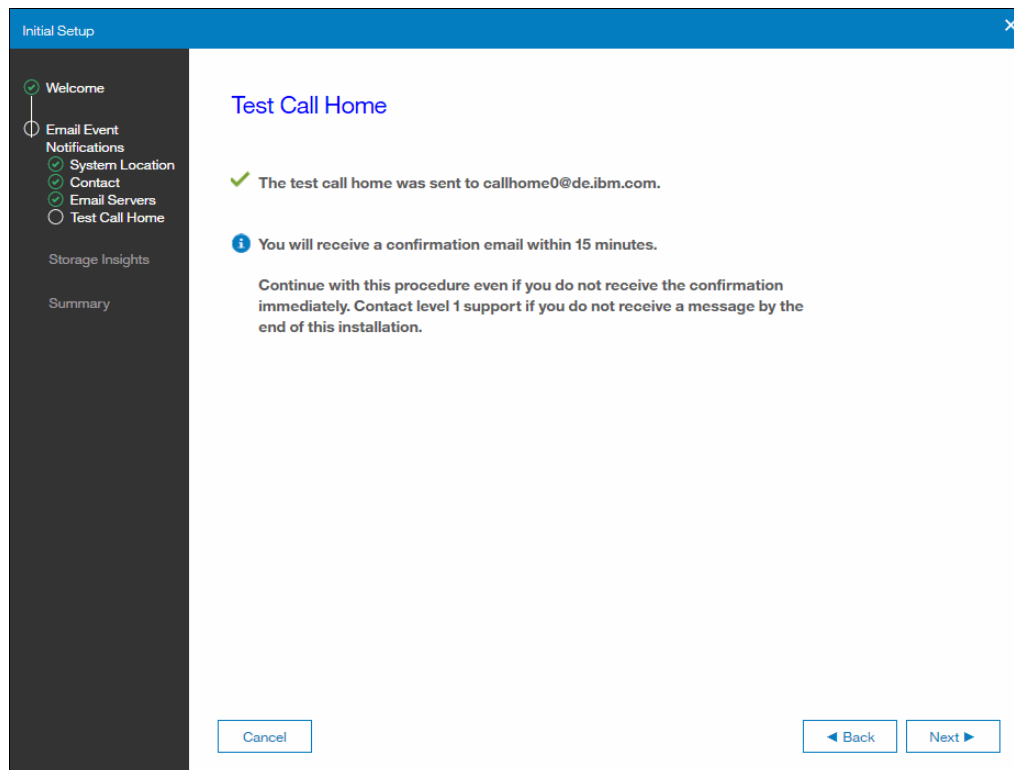 Initial Setup
Welcome
Email Event
Notifications
System Location
Contact
Email Servers
Test Call Home
Storage Insights
Summary
Test Call Home
The test call home was sent to callhome0@de.ibm.com.
You will receive a confirmation email within 15 minutes.
Continue with this procedure even if you do not receive the confirmation
immediately. Contact level 1 support if you do not receive a message by the
end of this installation.
Cancel
Back
Next